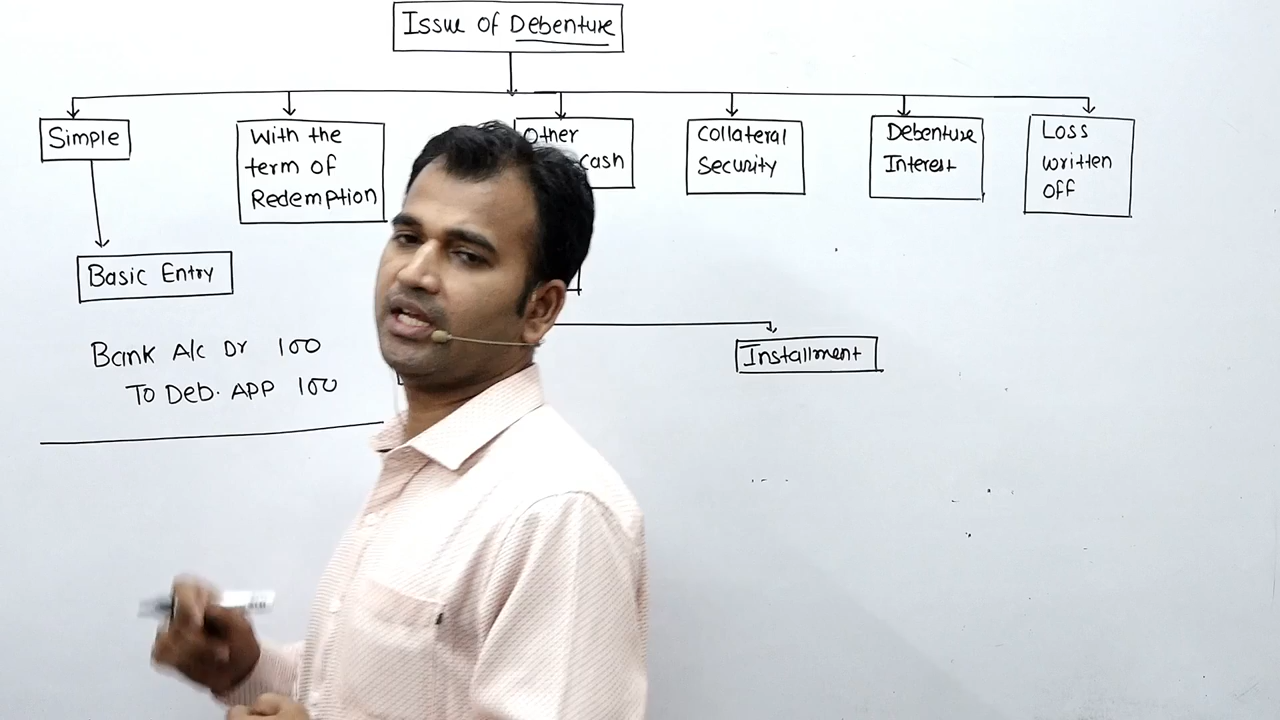 Issue of Debenture
Simple
With the
term of
Redemption
other
cash
Collateral
Security
Debenture
Interest
Loss
written
off
Basic Entry
Bank A/c Dr 100
To Deb. APP 100
Installment